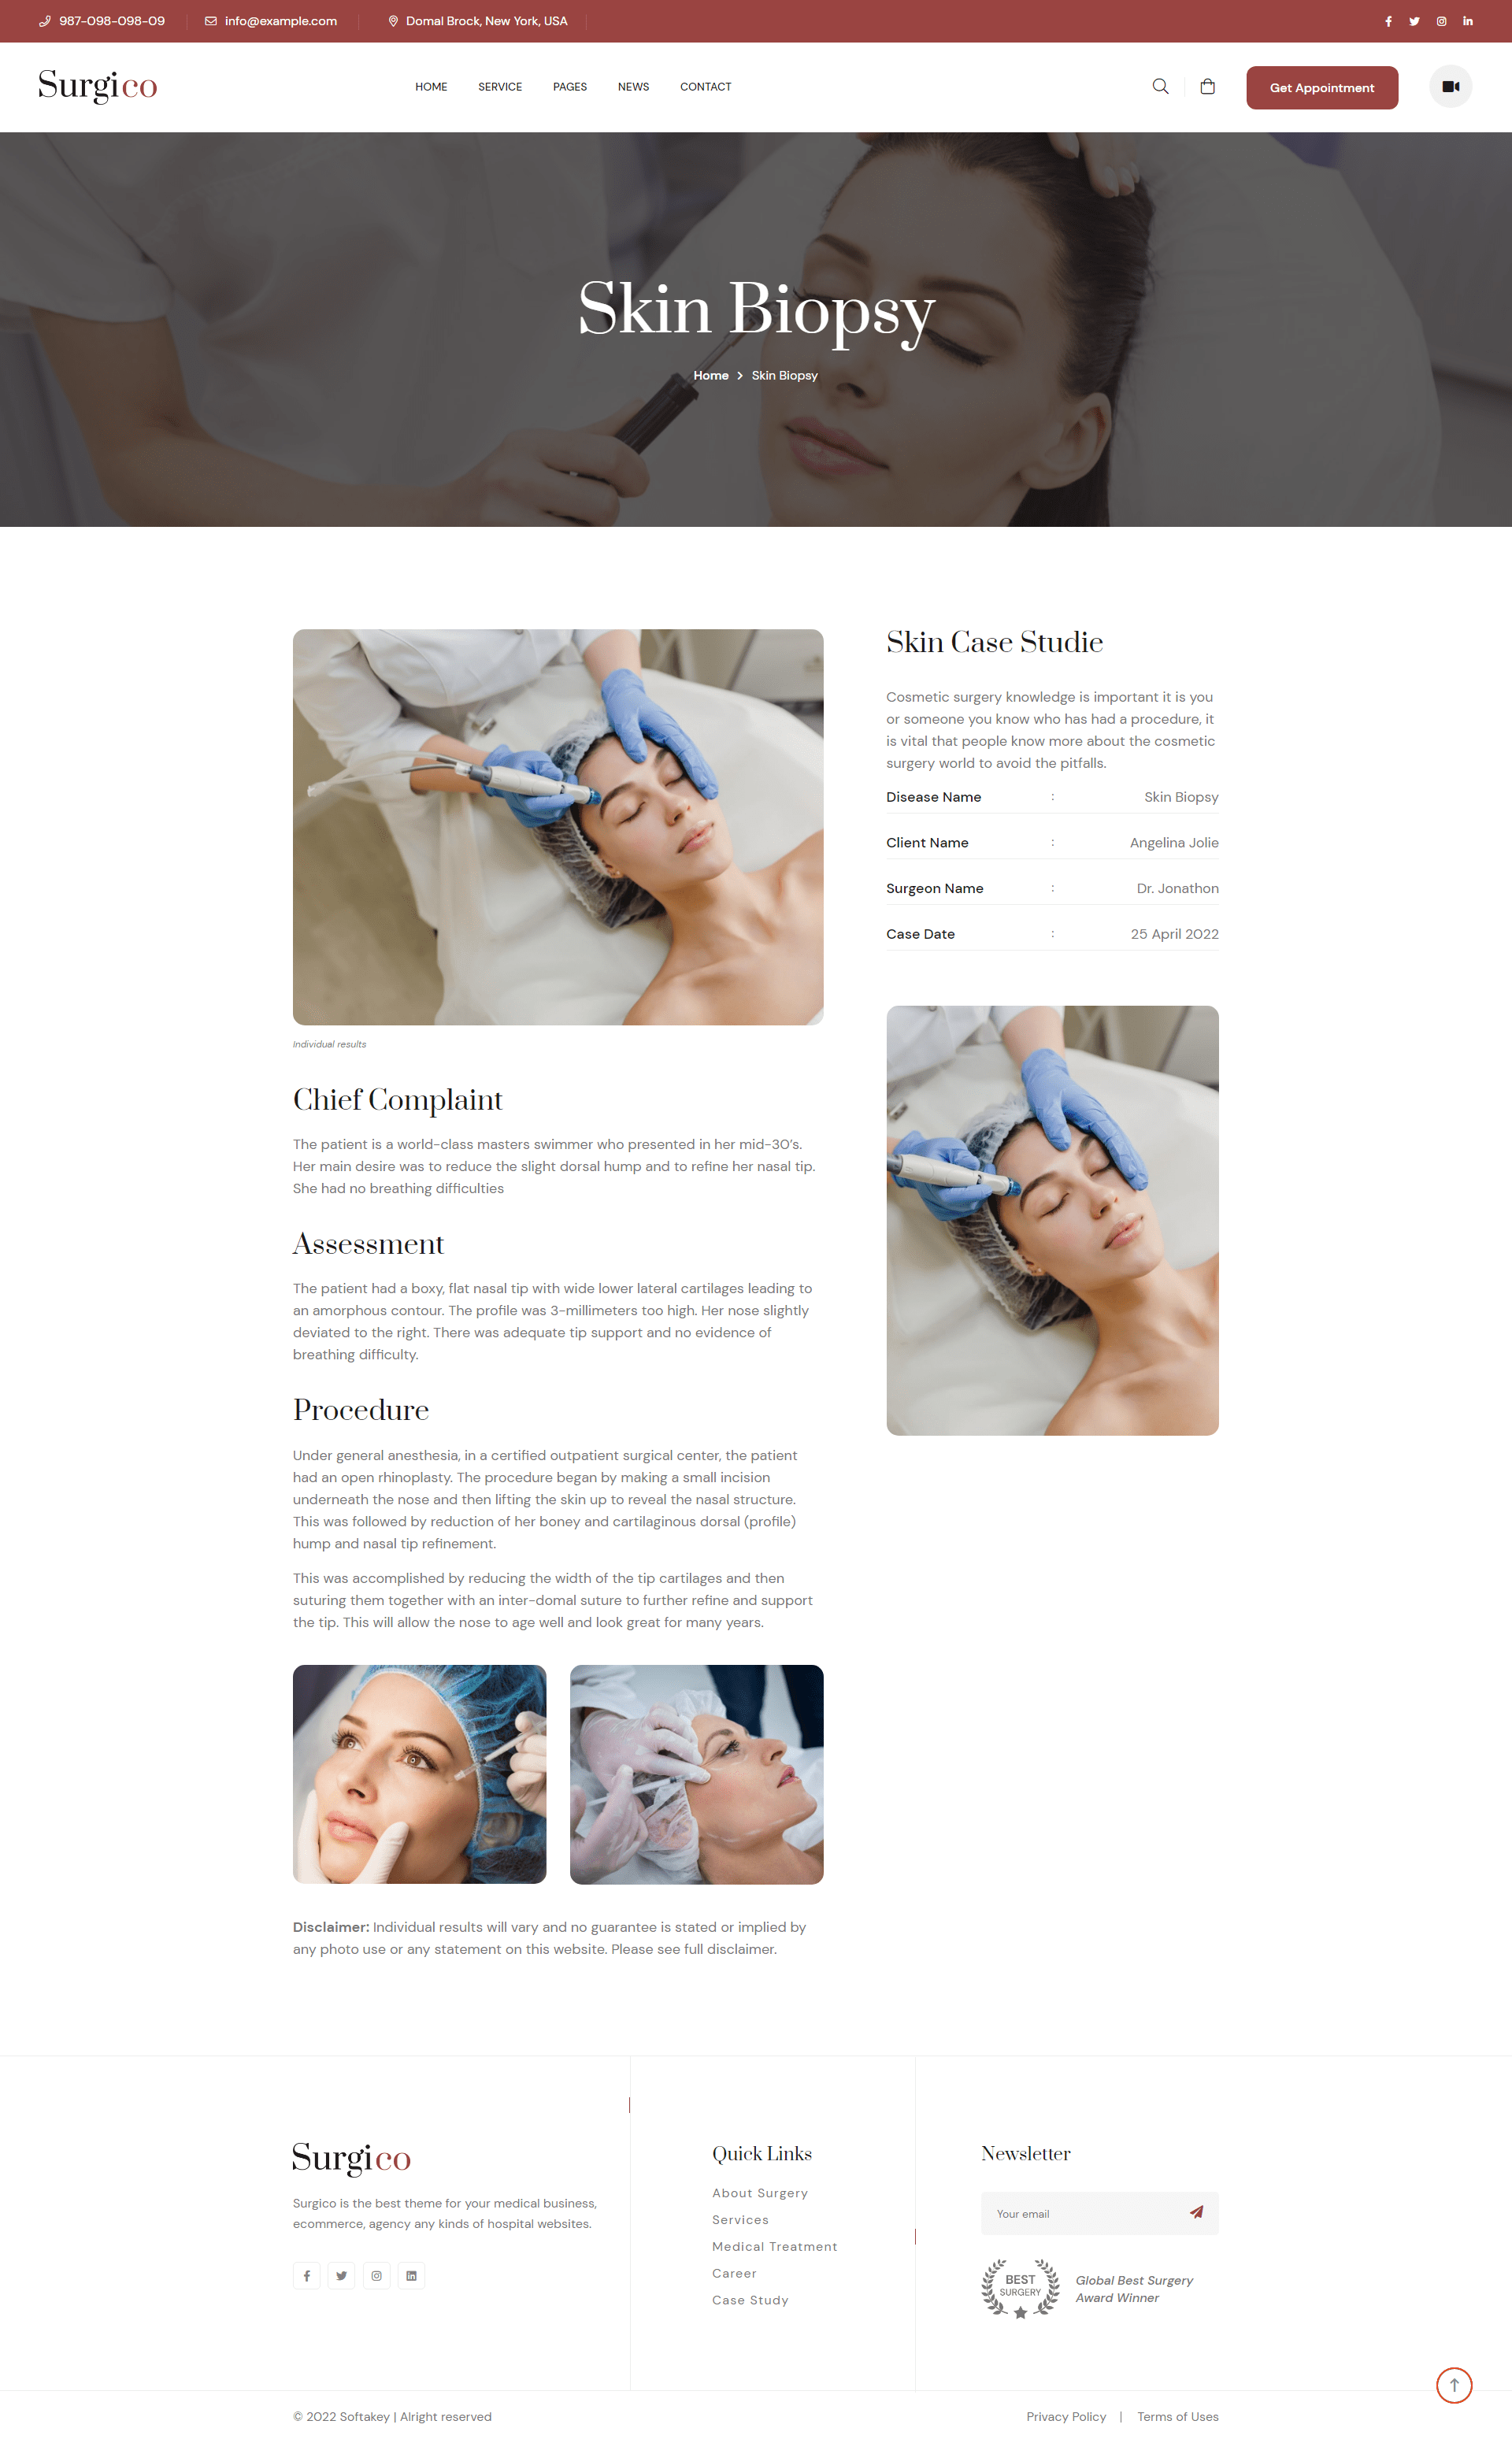 987-098-098-09
info@example.com
Domal Brock, New York, USA
Surgico
HOME
SERVICE
PAGES
NEWS
CONTACT
Get Appointment
Skin Biopsy
Home
Skin Biopsy
Skin Case Studie
Cosmetic surgery knowledge is important it is you
or someone you know who has had a procedure, it
is vital that people know more about the cosmetic
surgery world to avoid the pitfalls.
Disease Name : Skin Biopsy
Client Name : Angelina Jolie
Surgeon Name : Dr. Jonathon
Case Date : 25 April 2022
Individual results
Chief Complaint
The patient is a world-class masters swimmer who presented in her mid-30's.
Her main desire was to reduce the slight dorsal hump and to refine her nasal tip.
She had no breathing difficulties
Assessment
The patient had a boxy, flat nasal tip with wide lower lateral cartilages leading to
an amorphous contour. The profile was 3-millimeters too high. Her nose slightly
deviated to the right. There was adequate tip support and no evidence of
breathing difficulty.
Procedure
Under general anesthesia, in a certified outpatient surgical center, the patient
had an open rhinoplasty. The procedure began by making a small incision
underneath the nose and then lifting the skin up to reveal the nasal structure.
This was followed by reduction of her boney and cartilaginous dorsal (profile)
hump and nasal tip refinement.
This was accomplished by reducing the width of the tip cartilages and then
suturing them together with an inter-domal suture to further refine and support
the tip. This will allow the nose to age well and look great for many years.
Disclaimer: Individual results will vary and no guarantee is stated or implied by
any photo use or any statement on this website. Please see full disclaimer.
Surgico
Surgico is the best theme for your medical business,
ecommerce, agency any kinds of hospital websites.
Quick Links
About Surgery
Services
Medical Treatment
Career
Case Study
Newsletter
Your email
BEST
SURGERY
Global Best Surgery
Award Winner
© 2022 Softakey | Alright reserved
Privacy Policy | Terms of Uses